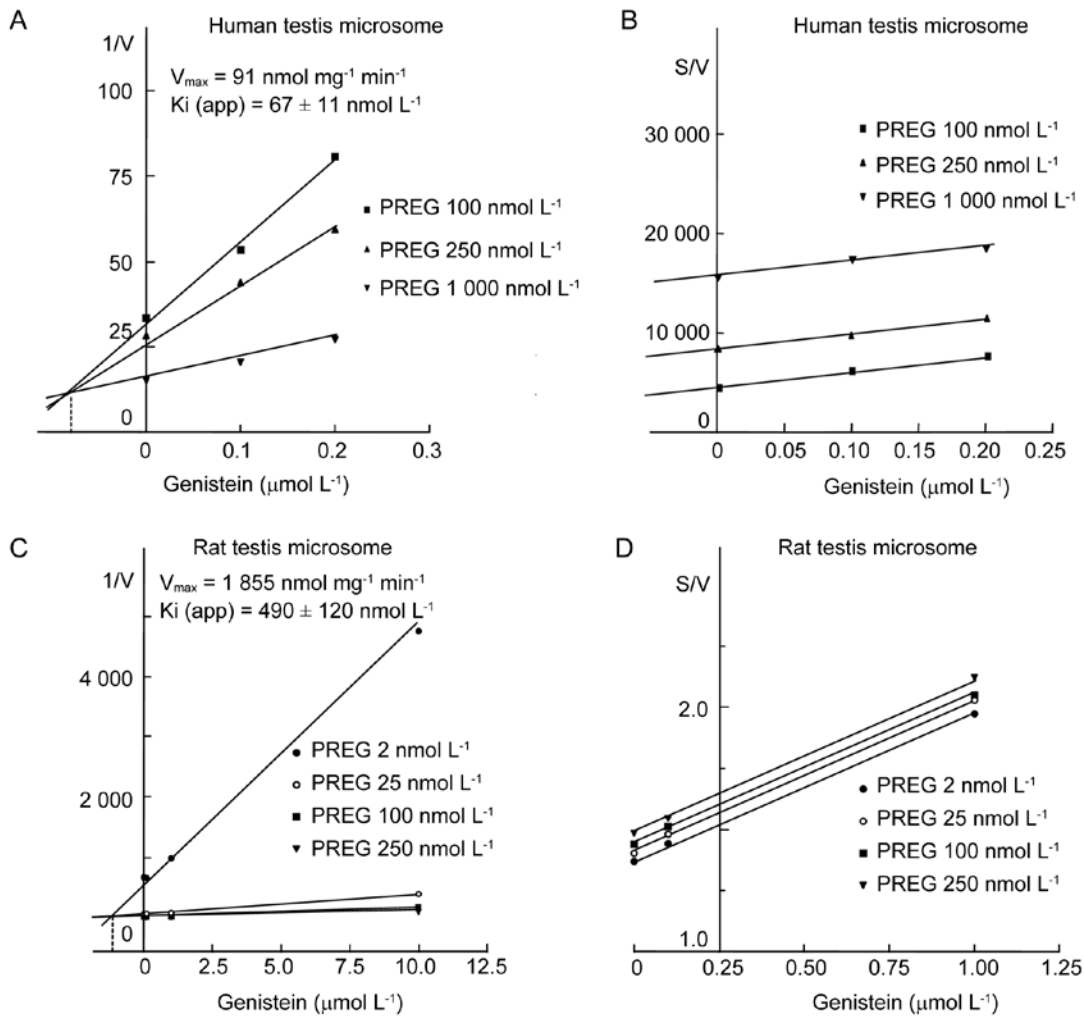 A
Human testis microsome
1/V
V_max = 91 nmol mg⁻¹ min⁻¹
Ki (app) = 67 ± 11 nmol L⁻¹
100
75
50
25
0
PREG 100 nmol L⁻¹
PREG 250 nmol L⁻¹
PREG 1 000 nmol L⁻¹
0 0.1 0.2 0.3
Genistein (μmol L⁻¹)
B
Human testis microsome
S/V
30 000
20 000
10 000
0
PREG 100 nmol L⁻¹
PREG 250 nmol L⁻¹
PREG 1 000 nmol L⁻¹
0 0.05 0.10 0.15 0.20 0.25
Genistein (μmol L⁻¹)
C
Rat testis microsome
1/V
V_max = 1 855 nmol mg⁻¹ min⁻¹
Ki (app) = 490 ± 120 nmol L⁻¹
4 000
2 000
0
PREG 2 nmol L⁻¹
PREG 25 nmol L⁻¹
PREG 100 nmol L⁻¹
PREG 250 nmol L⁻¹
0 2.5 5.0 7.5 10.0 12.5
Genistein (μmol L⁻¹)
D
Rat testis microsome
S/V
2.0
1.0
PREG 2 nmol L⁻¹
PREG 25 nmol L⁻¹
PREG 100 nmol L⁻¹
PREG 250 nmol L⁻¹
0 0.25 0.50 0.75 1.00 1.25
Genistein (μmol L⁻¹)